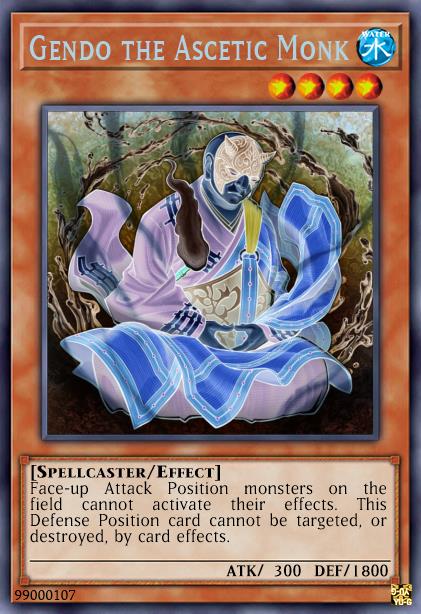 Gendo the Ascetic Monk
WATER
水
[Spellcaster/Effect]
Face-up Attack Position monsters on the
field cannot activate their effects. This
Defense Position card cannot be targeted, or
destroyed, by card effects.
ATK/ 300 DEF/1800
99000107